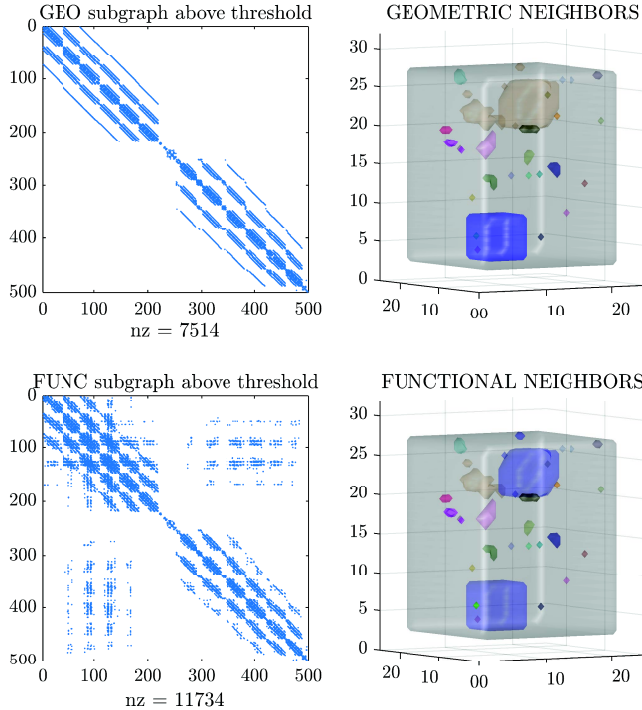 GEO subgraph above threshold
0
100
200
300
400
500
0 100 200 300 400 500
nz = 7514
GEOMETRIC NEIGHBORS
30
25
20
15
10
5
0
20 10 00 10 20
FUNC subgraph above threshold
0
100
200
300
400
500
0 100 200 300 400 500
nz = 11734
FUNCTIONAL NEIGHBORS
30
25
20
15
10
5
0
20 10 00 10 20